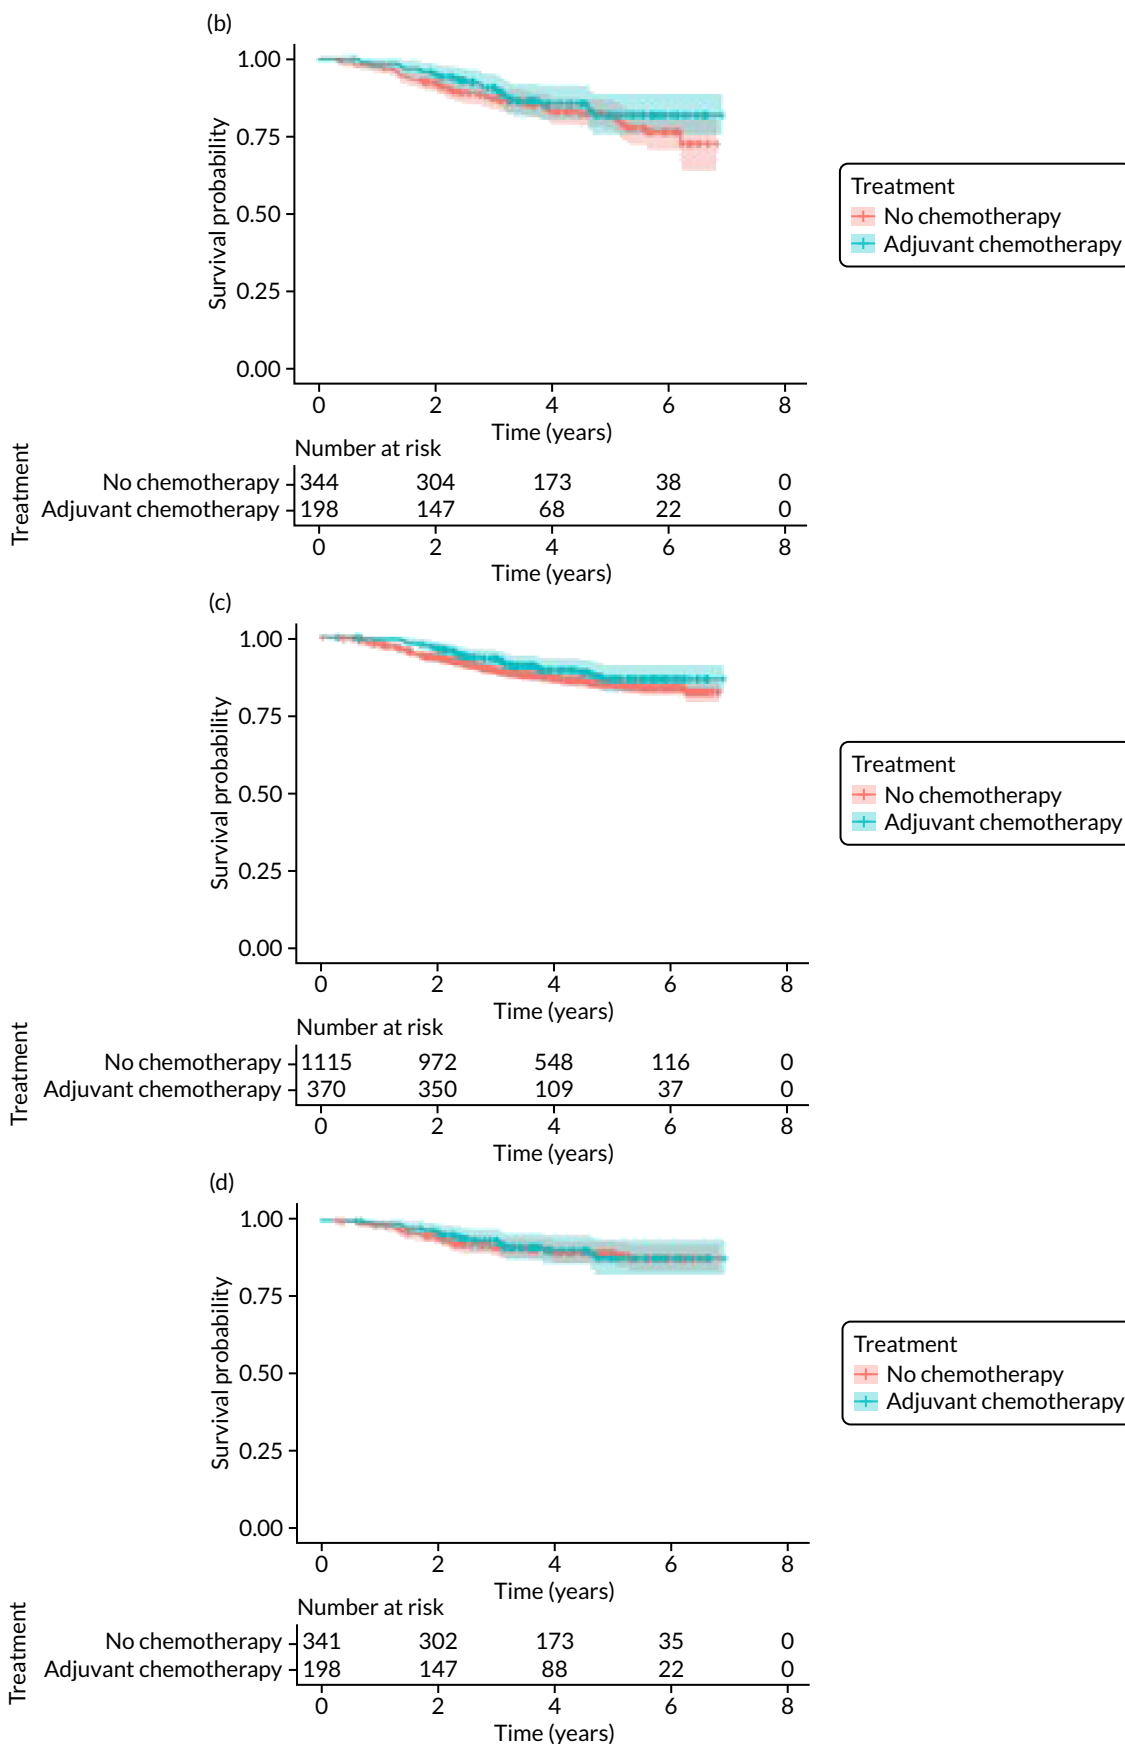 (b)
1.00
0.75
0.50
0.25
0.00
Survival probability
0 2 4 6 8
Time (years)
Treatment
No chemotherapy
Adjuvant chemotherapy
Number at risk
Treatment
No chemotherapy 344 304 173 38 0
Adjuvant chemotherapy 198 147 68 22 0
0 2 4 6 8
Time (years)
(c)
1.00
0.75
0.50
0.25
0.00
Survival probability
0 2 4 6 8
Time (years)
Treatment
No chemotherapy
Adjuvant chemotherapy
Number at risk
Treatment
No chemotherapy 1115 972 548 116 0
Adjuvant chemotherapy 370 350 109 37 0
0 2 4 6 8
Time (years)
(d)
1.00
0.75
0.50
0.25
0.00
Survival probability
0 2 4 6 8
Time (years)
Treatment
No chemotherapy
Adjuvant chemotherapy
Number at risk
Treatment
No chemotherapy 341 302 173 35 0
Adjuvant chemotherapy 198 147 88 22 0
0 2 4 6 8
Time (years)